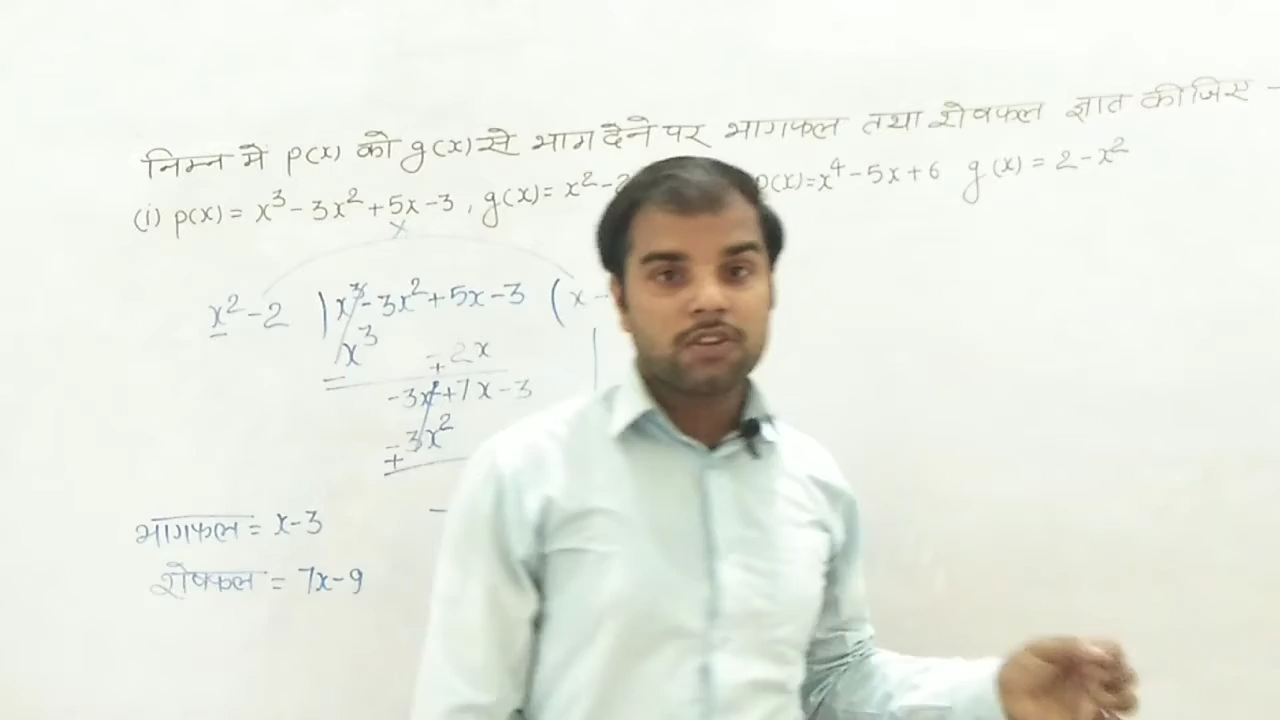 निम्न मे p(x) को g(x) से भाग देने पर भागफल तथा शेषफल ज्ञात कीजिए -
(i) p(x) = x³ - 3x² + 5x - 3 , g(x) = x² - 2 p(x) = x⁴ - 5x + 6 g(x) = 2 - x²
x
x² - 2 ) x³ - 3x² + 5x - 3 ( x -
x³ - 2x
- +
-3x² + 7x - 3
-3x²
+
भागफल = x - 3
शेषफल = 7x - 9